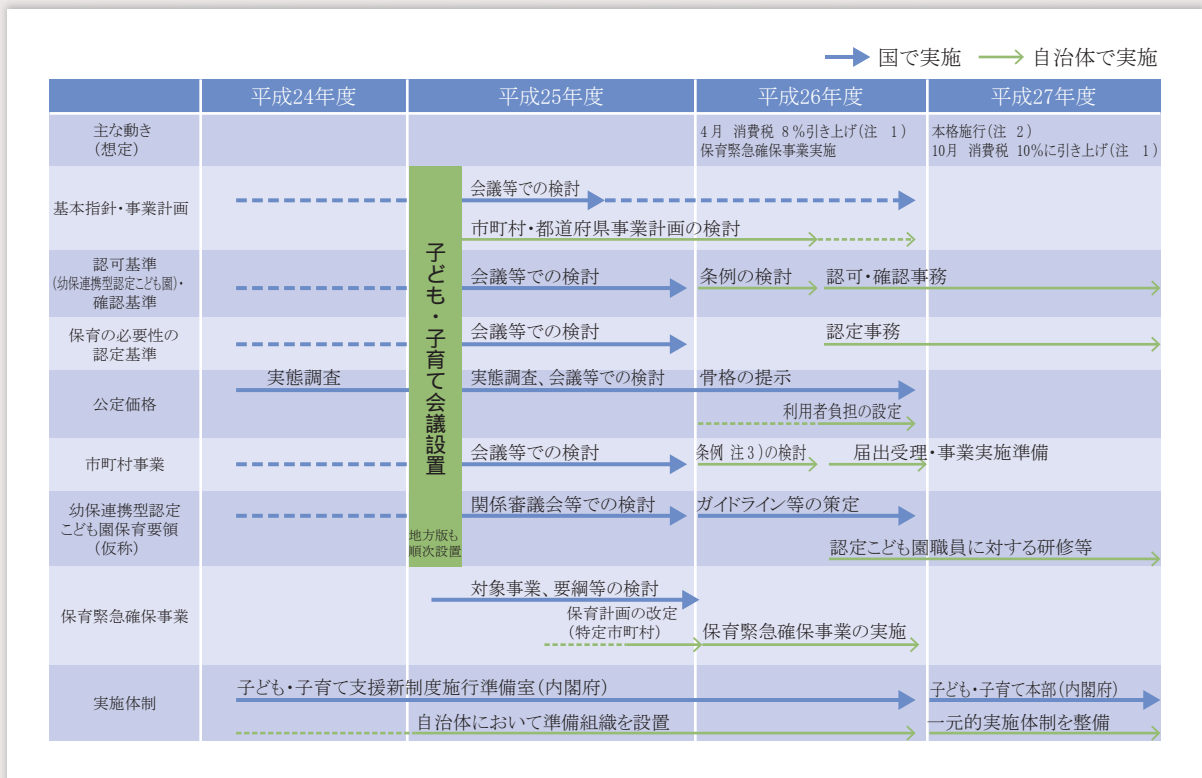 国で実施 自治体で実施
平成24年度 平成25年度 平成26年度 平成27年度
主な動き
(想定)
4月 消費税 8%引き上げ(注 1)
保育緊急確保事業実施
本格施行(注 2)
10月 消費税 10%に引き上げ(注 1)
子ども・子育て会議設置
地方版も
順次設置
基本指針・事業計画
会議等での検討
市町村・都道府県事業計画の検討
認可基準
(幼保連携型認定こども園)・
確認基準
会議等での検討
条例の検討
認可・確認事務
保育の必要性の
認定基準
会議等での検討
認定事務
公定価格
実態調査
実態調査、会議等での検討
骨格の提示
利用者負担の設定
市町村事業
会議等での検討
条例 注3)の検討
届出受理・事業実施準備
幼保連携型認定
こども園保育要領
(仮称)
関係審議会等での検討
ガイドライン等の策定
認定こども園職員に対する研修等
保育緊急確保事業
対象事業、要綱等の検討
保育計画の改定
(特定市町村)
保育緊急確保事業の実施
実施体制
子ども・子育て支援新制度施行準備室(内閣府)
子ども・子育て本部(内閣府)
自治体において準備組織を設置
一元的実施体制を整備